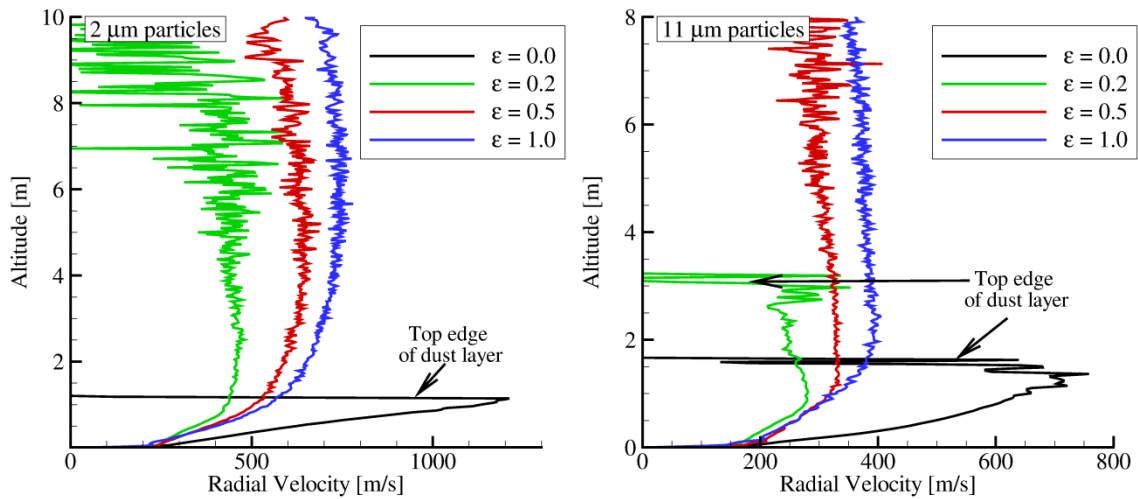 10
8
6
4
2
Altitude [m]
0
500
1000
Radial Velocity [m/s]
2 μm particles
ε = 0.0
ε = 0.2
ε = 0.5
ε = 1.0
Top edge
of dust layer
8
6
4
2
0
Altitude [m]
0
200
400
600
800
Radial Velocity [m/s]
11 μm particles
ε = 0.0
ε = 0.2
ε = 0.5
ε = 1.0
Top edge
of dust layer